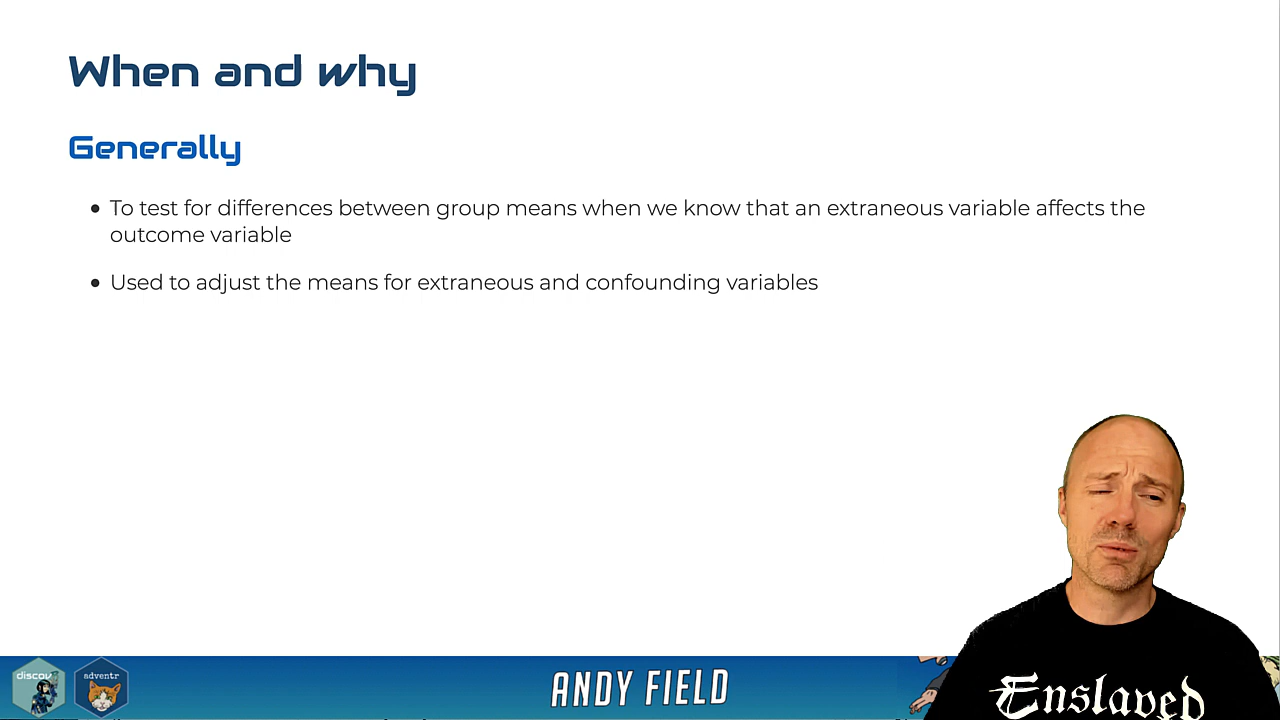 When and why
Generally
To test for differences between group means when we know that an extraneous variable affects the
outcome variable
Used to adjust the means for extraneous and confounding variables
discov
adventr
ANDY FIELD
Enslaved